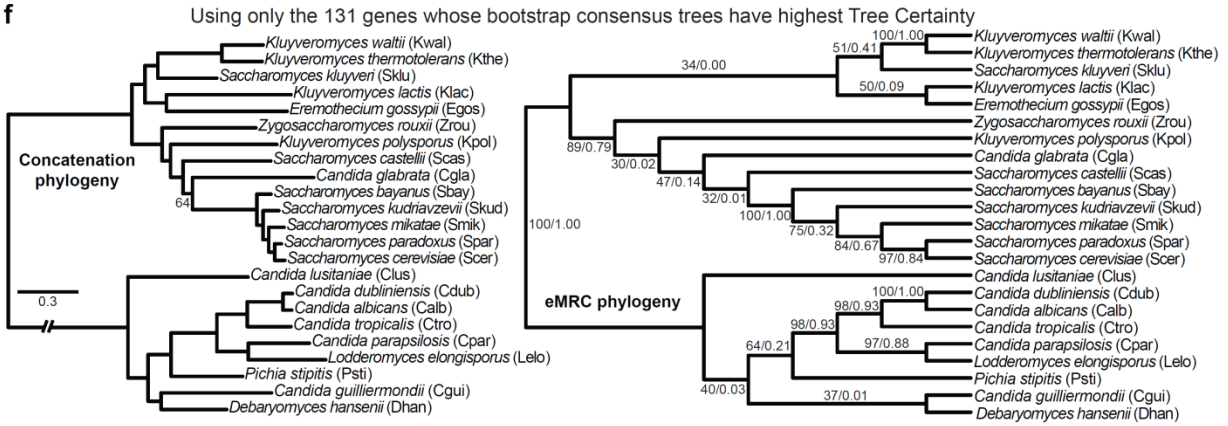 f
Using only the 131 genes whose bootstrap consensus trees have highest Tree Certainty
Kluyveromyces waltii (Kwal)
Kluyveromyces thermotolerans (Kthe)
Saccharomyces kluyveri (Sklu)
Kluyveromyces lactis (Klac)
Eremothecium gossypii (Egos)
Zygosaccharomyces rouxii (Zrou)
Kluyveromyces polysporus (Kpol)
Saccharomyces castellii (Scas)
Candida glabrata (Cgla)
Saccharomyces bayanus (Sbay)
Saccharomyces kudriavzevii (Skud)
Saccharomyces mikatae (Smik)
Saccharomyces paradoxus (Spar)
Saccharomyces cerevisiae (Scer)
Candida lusitaniae (Clus)
Candida dubliniensis (Cdub)
Candida albicans (Calb)
Candida tropicalis (Ctro)
Candida parapsilosis (Cpar)
Lodderomyces elongisporus (Lelo)
Pichia stipitis (Psti)
Candida guilliermondii (Cgui)
Debaryomyces hansenii (Dhan)
Concatenation
phylogeny
64
0.3
100/1.00
51/0.41
34/0.00
50/0.09
89/0.79
30/0.02
47/0.14
32/0.01
100/1.00
75/0.32
84/0.67
97/0.84
100/1.00
eMRC phylogeny
100/1.00
98/0.93
98/0.93
97/0.88
64/0.21
40/0.03
37/0.01
Kluyveromyces waltii (Kwal)
Kluyveromyces thermotolerans (Kthe)
Saccharomyces kluyveri (Sklu)
Kluyveromyces lactis (Klac)
Eremothecium gossypii (Egos)
Zygosaccharomyces rouxii (Zrou)
Kluyveromyces polysporus (Kpol)
Candida glabrata (Cgla)
Saccharomyces castellii (Scas)
Saccharomyces bayanus (Sbay)
Saccharomyces kudriavzevii (Skud)
Saccharomyces mikatae (Smik)
Saccharomyces paradoxus (Spar)
Saccharomyces cerevisiae (Scer)
Candida lusitaniae (Clus)
Candida dubliniensis (Cdub)
Candida albicans (Calb)
Candida tropicalis (Ctro)
Candida parapsilosis (Cpar)
Lodderomyces elongisporus (Lelo)
Pichia stipitis (Psti)
Candida guilliermondii (Cgui)
Debaryomyces hansenii (Dhan)